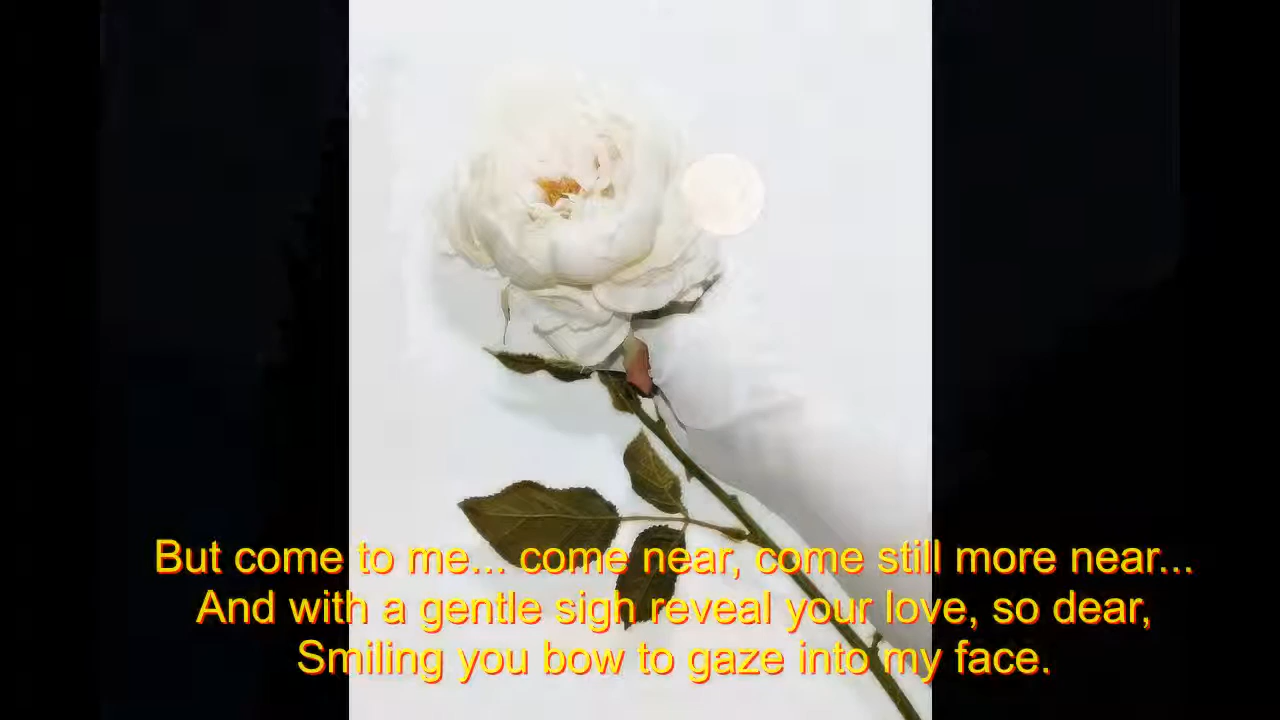 But come to me... come near, come still more near...
And with a gentle sigh reveal your love, so dear,
Smiling you bow to gaze into my face.